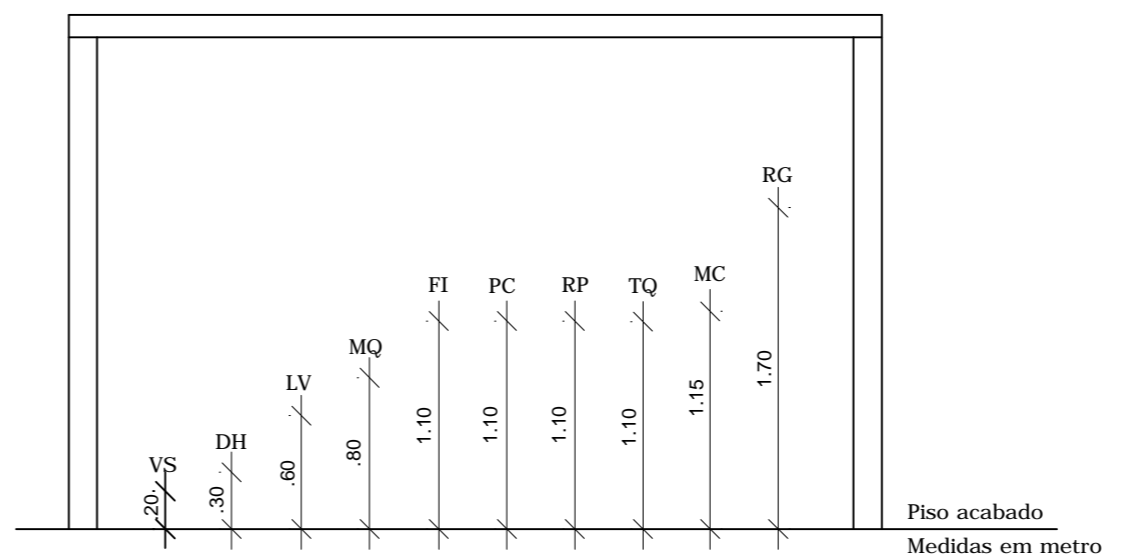 RG
MC
FI PC RP TQ
MQ
LV
DH
VS
.20
.30
.60
.80
1.10
1.10
1.10
1.10
1.15
1.70
Piso acabado
Medidas em metro